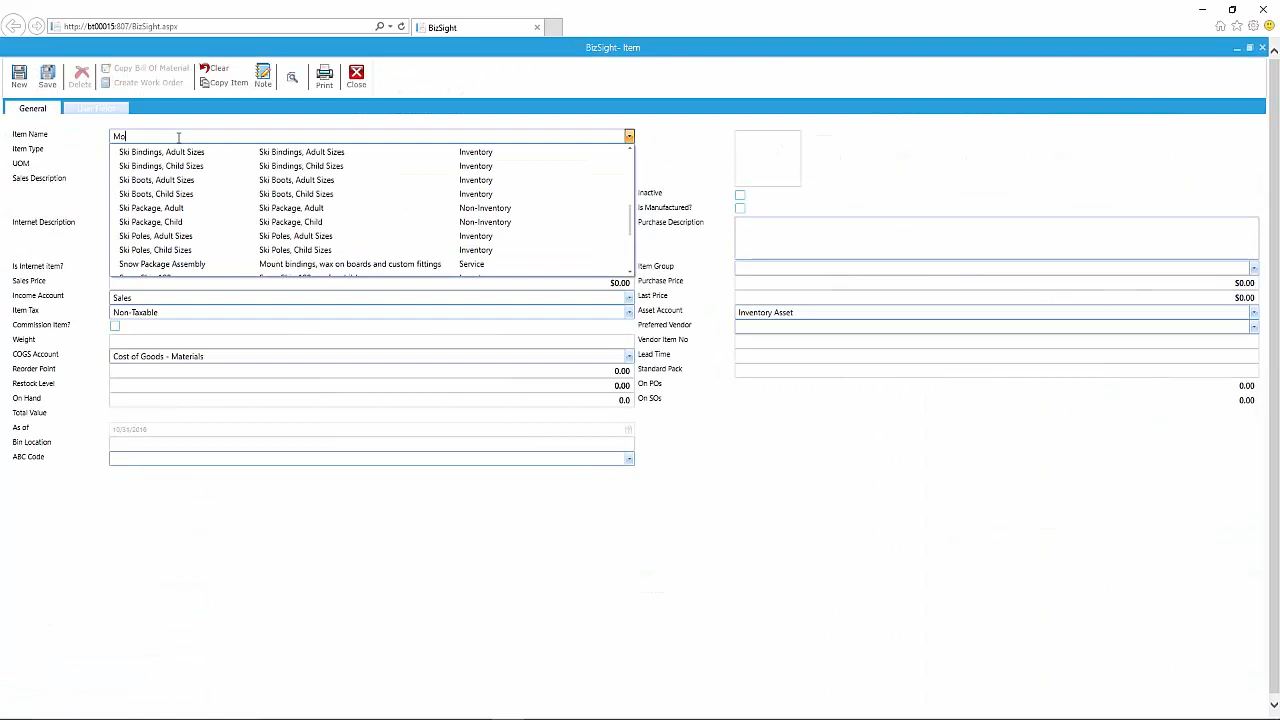 http://bt00015:807/BizSight.aspx
BizSight
BizSight- Item
New
Save
Delete
Copy Bill Of Material
Create Work Order
Clear
Copy Item
Note
Print
Close
General
Item Name
Mo
Item Type
UOM
Sales Description
Ski Bindings, Adult Sizes Ski Bindings, Adult Sizes Inventory
Ski Bindings, Child Sizes Ski Bindings, Child Sizes Inventory
Ski Boots, Adult Sizes Ski Boots, Adult Sizes Inventory
Ski Boots, Child Sizes Ski Boots, Child Sizes Inventory
Ski Package, Adult Ski Package, Adult Non-Inventory
Ski Package, Child Ski Package, Child Non-Inventory
Ski Poles, Adult Sizes Ski Poles, Adult Sizes Inventory
Ski Poles, Child Sizes Ski Poles, Child Sizes Inventory
Snow Package Assembly Mount bindings, wax on boards and custom fittings Service
Inactive
Is Manufactured?
Internet Description
Purchase Description
Is Internet Item?
Item Group
Sales Price $0.00
Purchase Price $0.00
Income Account Sales
Last Price $0.00
Item Tax Non-Taxable
Asset Account Inventory Asset
Commission Item?
Preferred Vendor
Weight
Vendor Item No
COGS Account Cost of Goods - Materials
Lead Time
Reorder Point 0.00
Standard Pack
Restock Level 0.00
On POs 0.00
On Hand 0.0
On SOs 0.00
Total Value
As of 10/31/2016
Bin Location
ABC Code